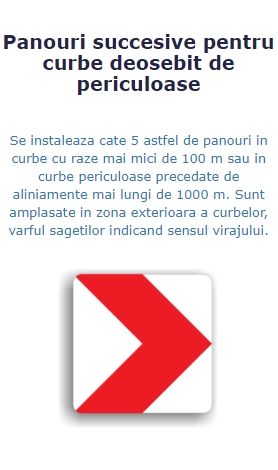 Panouri succesive pentru
curbe deosebit de
periculoase
Se instaleaza cate 5 astfel de panouri in
curbe cu raze mai mici de 100 m sau in
curbe periculoase precedate de
aliniamente mai lungi de 1000 m. Sunt
amplasate in zona exterioara a curbelor,
varful sagetilor indicand sensul virajului.